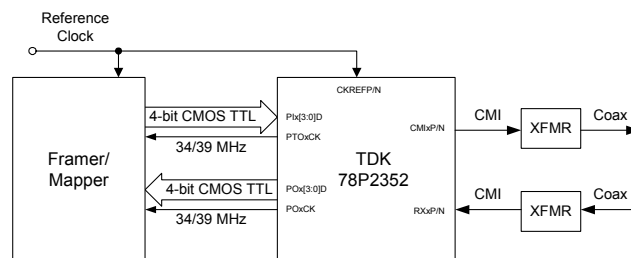 Reference
Clock
CKREFP/N
4-bit CMOS TTL
PIx[3:0]D
34/39 MHz
PTOxCK
Framer/
Mapper
4-bit CMOS TTL
POx[3:0]D
34/39 MHz
POxCK
TDK
78P2352
CMIxP/N
CMI
XFMR
Coax
RXxP/N
CMI
XFMR
Coax